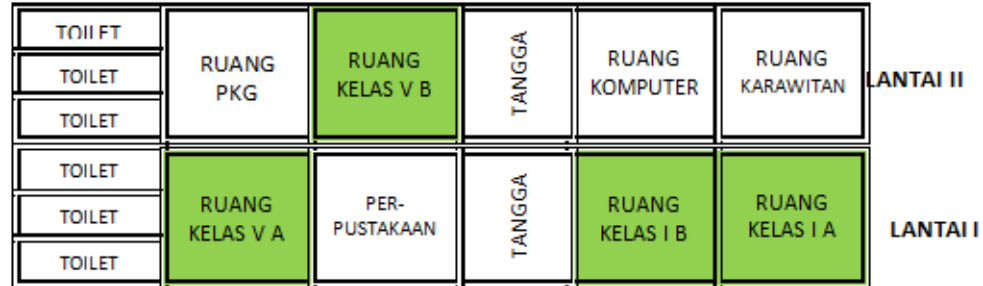 TOILET
TOILET
TOILET
RUANG
PKG
RUANG
KELAS V B
TANGGA
RUANG
KOMPUTER
RUANG
KARAWITAN
LANTAI II
TOILET
TOILET
TOILET
RUANG
KELAS V A
PER-
PUSTAKAAN
TANGGA
RUANG
KELAS I B
RUANG
KELAS I A
LANTAI I